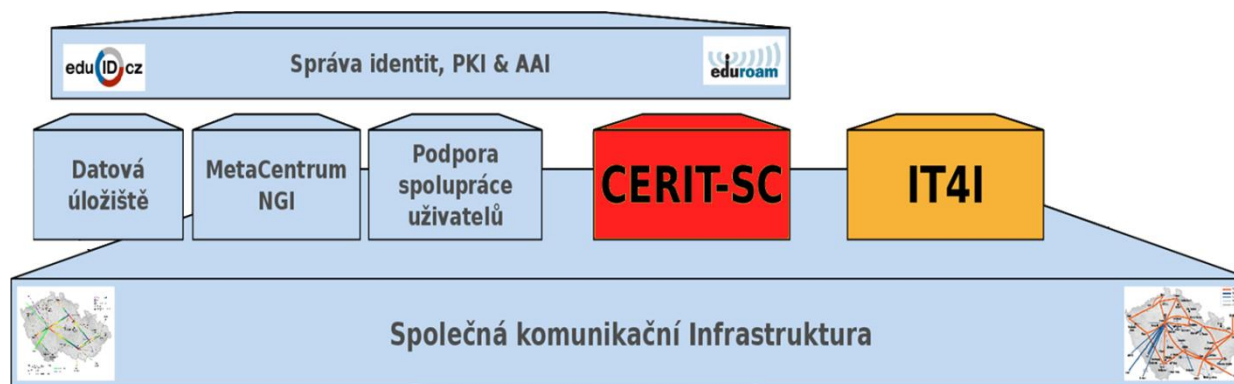 edu ID.cz
Správa identit, PKI & AAI
eduroam
Datová
úložiště
MetaCentrum
NGI
Podpora
spolupráce
uživatelů
CERIT-SC
IT4I
Společná komunikační Infrastruktura